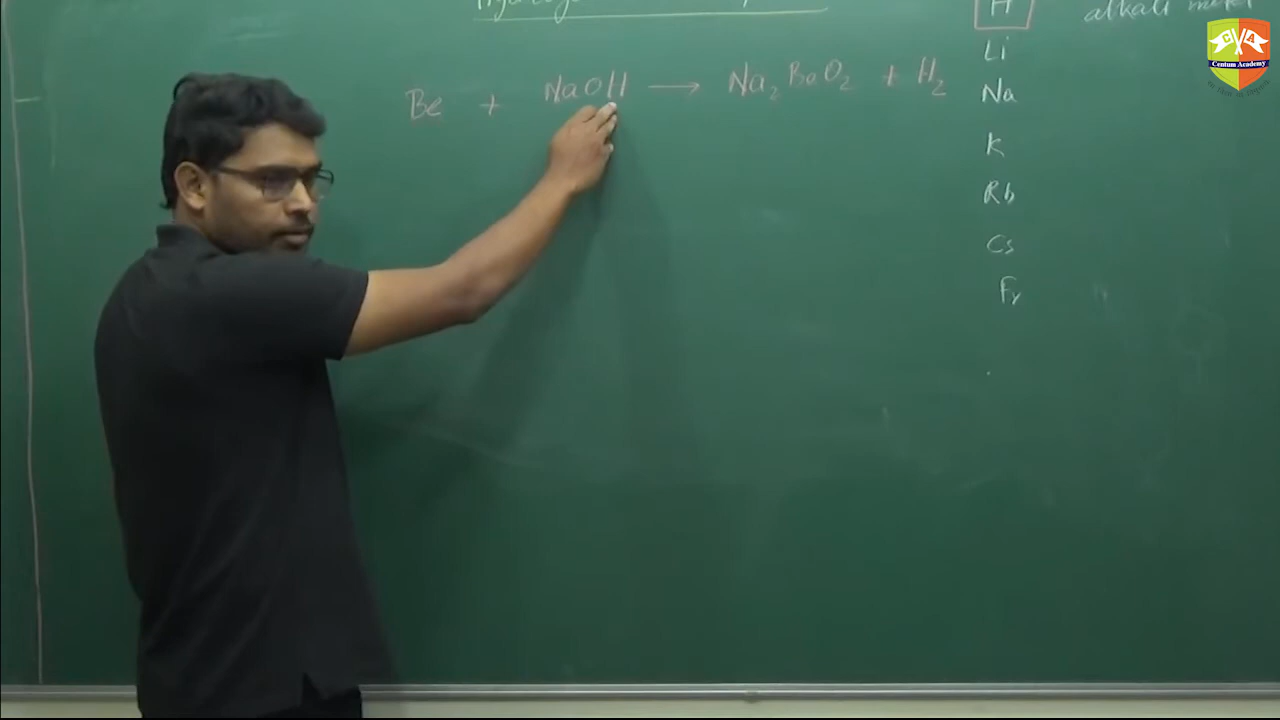 H
alkali metal
Be + NaOH → Na₂BeO₂ + H₂
Li
Na
K
Rb
Cs
Fr
C A
Centum Academy